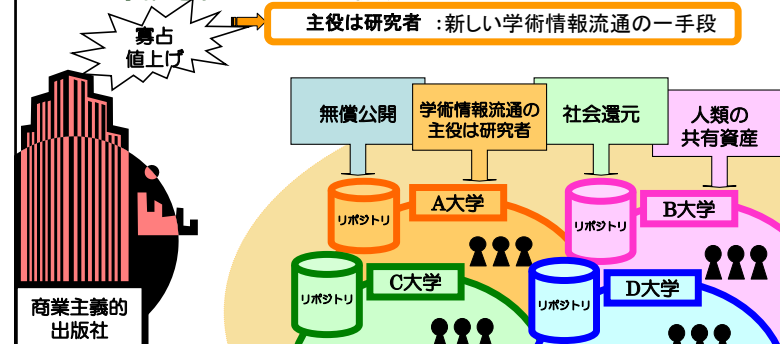 主役は研究者 ：新しい学術情報流通の一手段
寡占
値上げ
無償公開
学術情報流通の
主役は研究者
社会還元
人類の
共有資産
リポジトリ
A大学
リポジトリ
B大学
リポジトリ
C大学
リポジトリ
D大学
商業主義的
出版社